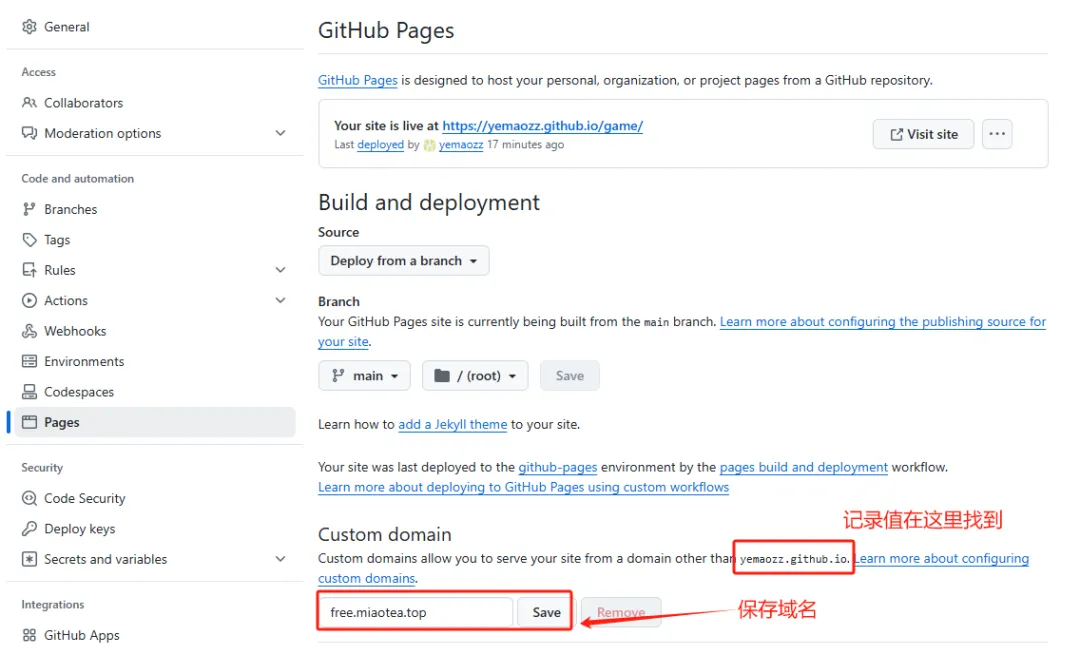 General
Access
Collaborators
Moderation options
Code and automation
Branches
Tags
Rules
Actions
Webhooks
Environments
Codespaces
Pages
Security
Code Security
Deploy keys
Secrets and variables
Integrations
GitHub Apps
GitHub Pages
GitHub Pages is designed to host your personal, organization, or project pages from a GitHub repository.
Your site is live at https://yemaozz.github.io/game/
Last deployed by yemaozz 17 minutes ago
Visit site
Build and deployment
Source
Deploy from a branch
Branch
Your GitHub Pages site is currently being built from the main branch. Learn more about configuring the publishing source for
your site.
main
/ (root)
Save
Learn how to add a Jekyll theme to your site.
Your site was last deployed to the github-pages environment by the pages build and deployment workflow.
Learn more about deploying to GitHub Pages using custom workflows
记录值在这里找到
Custom domain
Custom domains allow you to serve your site from a domain other than yemaozz.github.io. Learn more about configuring
custom domains.
free.miaotea.top
Save
Remove
保存域名